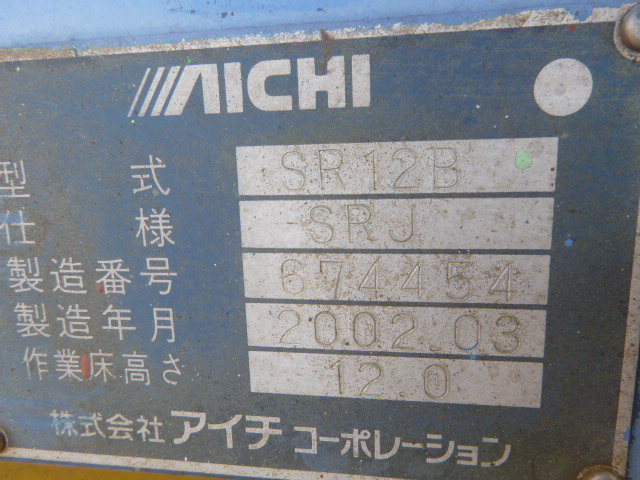 AICHI
型式 SR12B
仕様 -SRJ
製造番号 674454
製造年月 2002.03
作業床高さ 12.0
株式会社 アイチ コーポレーション